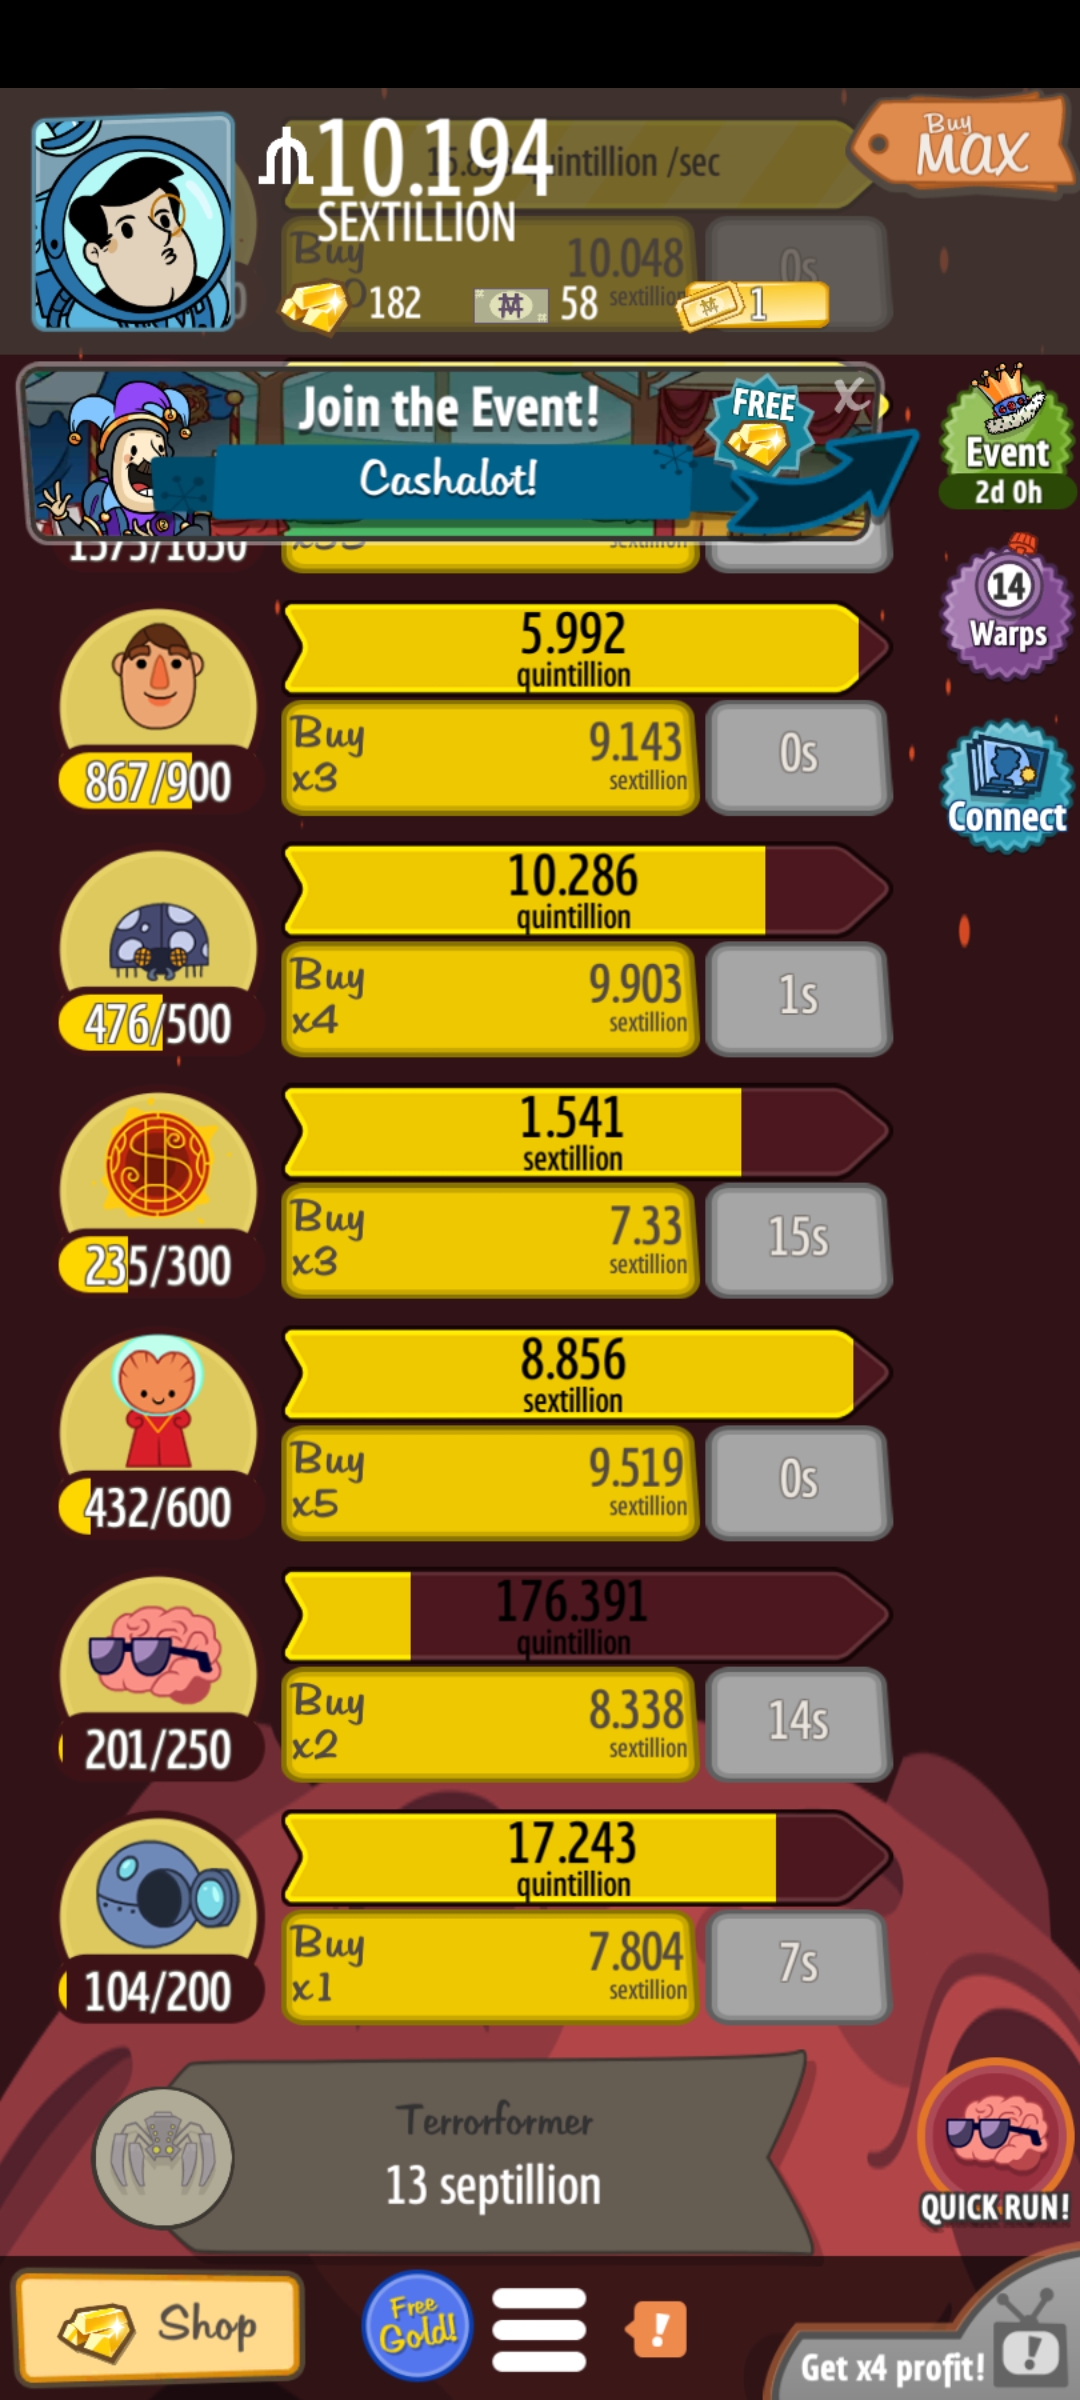 10.194
SEXTILLION
quintillion /sec
Buy
MAX
Buy
10.048
sextillion
0s
182
58
1
Join the Event!
Cashalot!
FREE
X
Event
2d 0h
1575/1650
x55
sextillion
14
Warps
Connect
5.992
quintillion
867/900
Buy
x3
9.143
sextillion
0s
10.286
quintillion
476/500
Buy
x4
9.903
sextillion
1s
1.541
sextillion
235/300
Buy
x3
7.33
sextillion
15s
8.856
sextillion
432/600
Buy
x5
9.519
sextillion
0s
176.391
quintillion
201/250
Buy
x2
8.338
sextillion
14s
17.243
quintillion
104/200
Buy
x1
7.804
sextillion
7s
Terrorformer
13 septillion
QUICK RUN!
Shop
Free
Gold!
!
Get x4 profit!
!